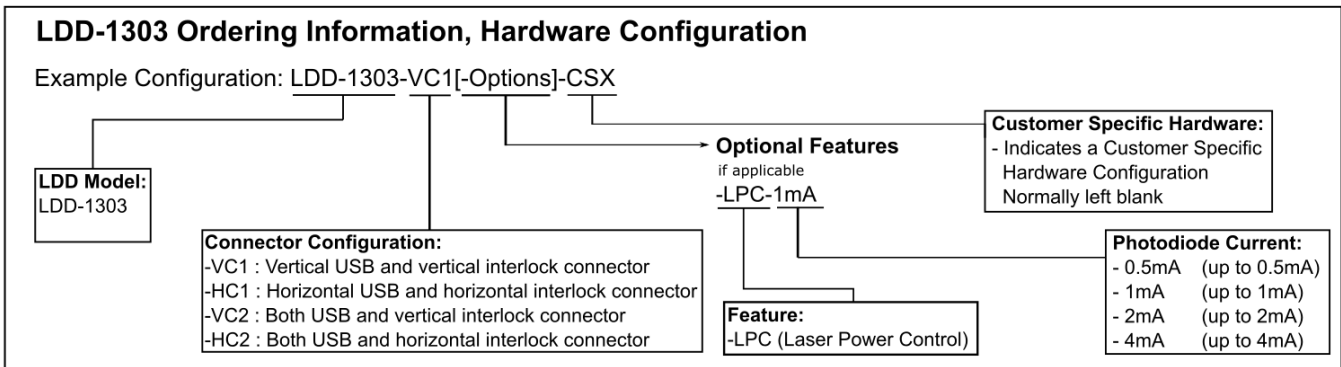 LDD-1303 Ordering Information, Hardware Configuration
Example Configuration: LDD-1303-VC1[-Options]-CSX
LDD Model:
LDD-1303
Connector Configuration:
-VC1 : Vertical USB and vertical interlock connector
-HC1 : Horizontal USB and horizontal interlock connector
-VC2 : Both USB and vertical interlock connector
-HC2 : Both USB and horizontal interlock connector
Optional Features
if applicable
-LPC-1mA
Feature:
-LPC (Laser Power Control)
Customer Specific Hardware:
- Indicates a Customer Specific
Hardware Configuration
Normally left blank
Photodiode Current:
- 0.5mA (up to 0.5mA)
- 1mA (up to 1mA)
- 2mA (up to 2mA)
- 4mA (up to 4mA)